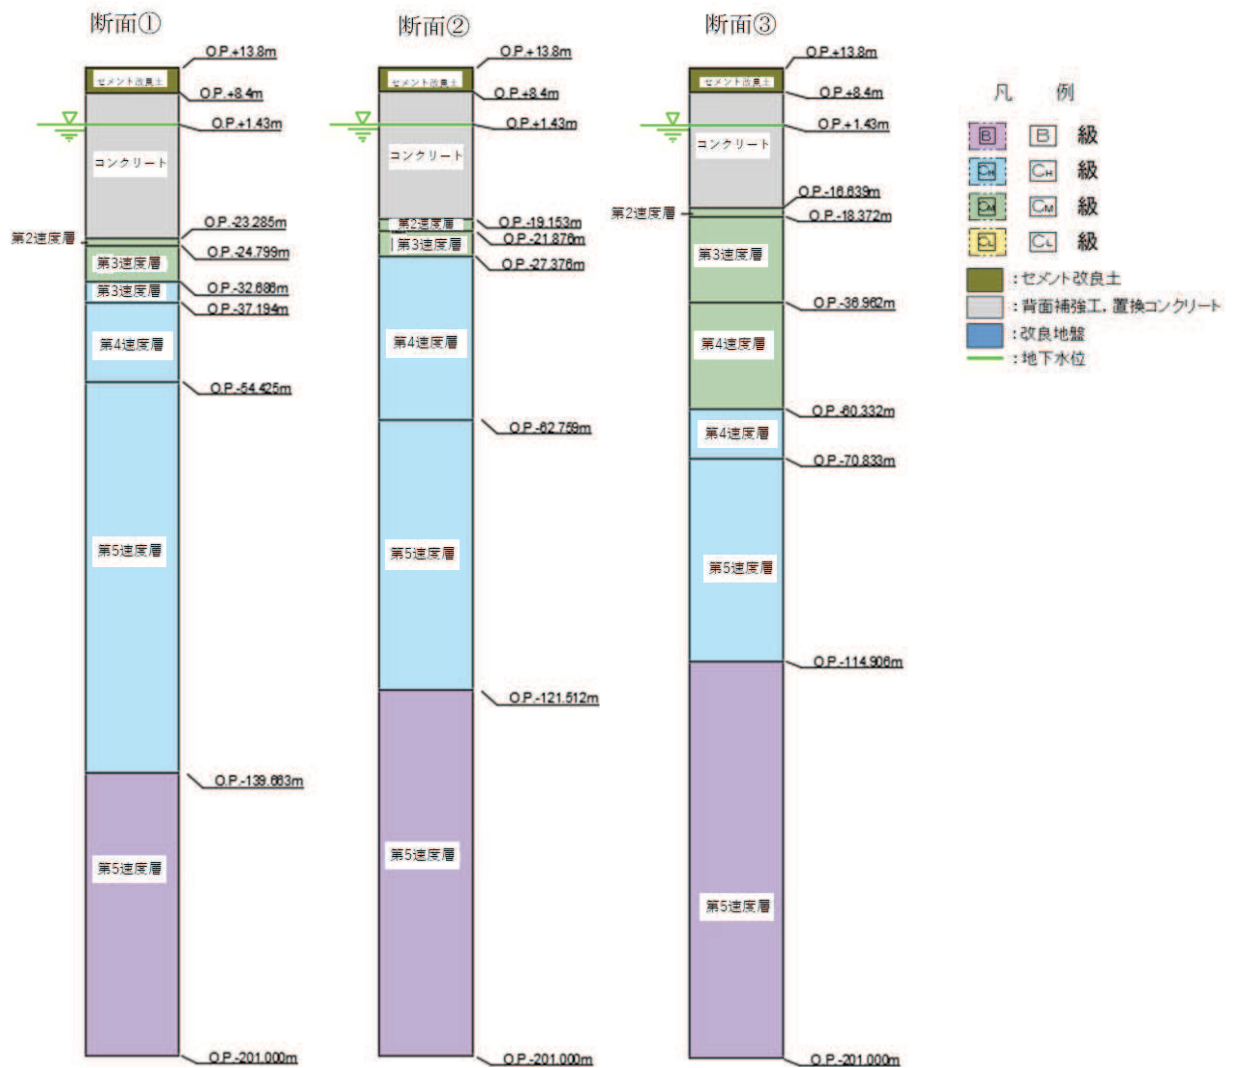 断面①
O.P.+13.8m
セメント改良土
O.P.+8.4m
O.P.+1.43m
コンクリート
O.P.-23.285m
第2速度層
O.P.-24.799m
第3速度層
O.P.-32.686m
第3速度層
O.P.-37.194m
第4速度層
O.P.-54.425m
第5速度層
O.P.-139.663m
第5速度層
O.P.-201.000m
断面②
O.P.+13.8m
セメント改良土
O.P.+8.4m
O.P.+1.43m
コンクリート
O.P.-19.153m
第2速度層
O.P.-21.876m
第3速度層
O.P.-27.376m
第4速度層
O.P.-62.759m
第5速度層
O.P.-121.512m
第5速度層
O.P.-201.000m
断面③
O.P.+13.8m
セメント改良土
O.P.+8.4m
O.P.+1.43m
コンクリート
O.P.-16.639m
第2速度層
O.P.-18.372m
第3速度層
O.P.-36.962m
第4速度層
O.P.-60.332m
第4速度層
O.P.-70.833m
第5速度層
O.P.-114.906m
第5速度層
O.P.-201.000m
凡 例
B B 級
CH CH 級
CM CM 級
CL CL 級
：セメント改良土
：背面補強工，置換コンクリート
：改良地盤
：地下水位